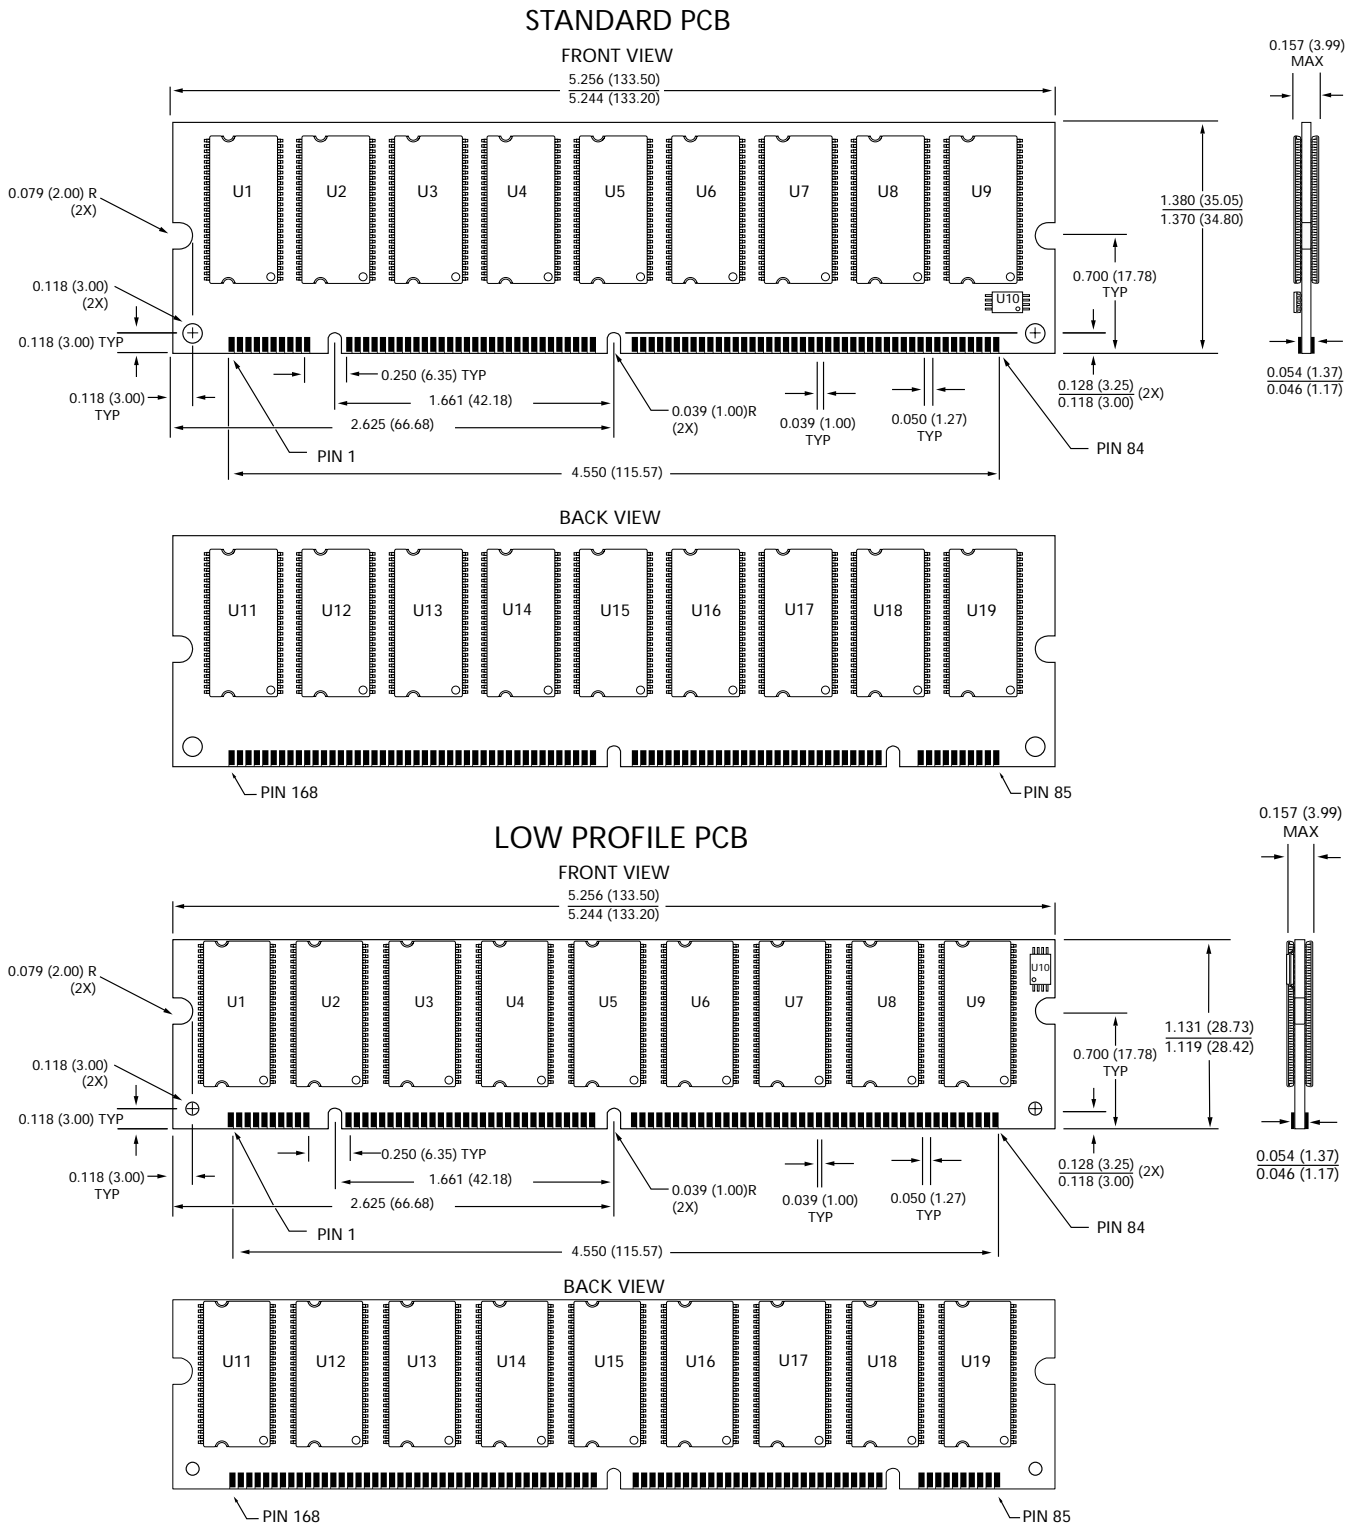 STANDARD PCB
FRONT VIEW
5.256 (133.50)
5.244 (133.20)
0.157 (3.99)
MAX
U1 U2 U3 U4 U5 U6 U7 U8 U9
0.079 (2.00) R
(2X)
1.380 (35.05)
1.370 (34.80)
0.118 (3.00)
(2X)
0.700 (17.78)
TYP
U10
0.118 (3.00) TYP
0.118 (3.00)
TYP
0.250 (6.35) TYP
1.661 (42.18)
2.625 (66.68)
0.039 (1.00)R
(2X)
0.039 (1.00)
TYP
0.050 (1.27)
TYP
0.128 (3.25)
0.118 (3.00) (2X)
0.054 (1.37)
0.046 (1.17)
PIN 1
PIN 84
4.550 (115.57)
BACK VIEW
U11 U12 U13 U14 U15 U16 U17 U18 U19
PIN 168
PIN 85
LOW PROFILE PCB
FRONT VIEW
5.256 (133.50)
5.244 (133.20)
0.157 (3.99)
MAX
U1 U2 U3 U4 U5 U6 U7 U8 U9
U10
0.079 (2.00) R
(2X)
1.131 (28.73)
1.119 (28.42)
0.700 (17.78)
TYP
0.118 (3.00)
(2X)
0.118 (3.00) TYP
0.118 (3.00)
TYP
0.250 (6.35) TYP
1.661 (42.18)
2.625 (66.68)
0.039 (1.00)R
(2X)
0.039 (1.00)
TYP
0.050 (1.27)
TYP
0.128 (3.25)
0.118 (3.00) (2X)
0.054 (1.37)
0.046 (1.17)
PIN 1
PIN 84
4.550 (115.57)
BACK VIEW
U11 U12 U13 U14 U15 U16 U17 U18 U19
PIN 168
PIN 85